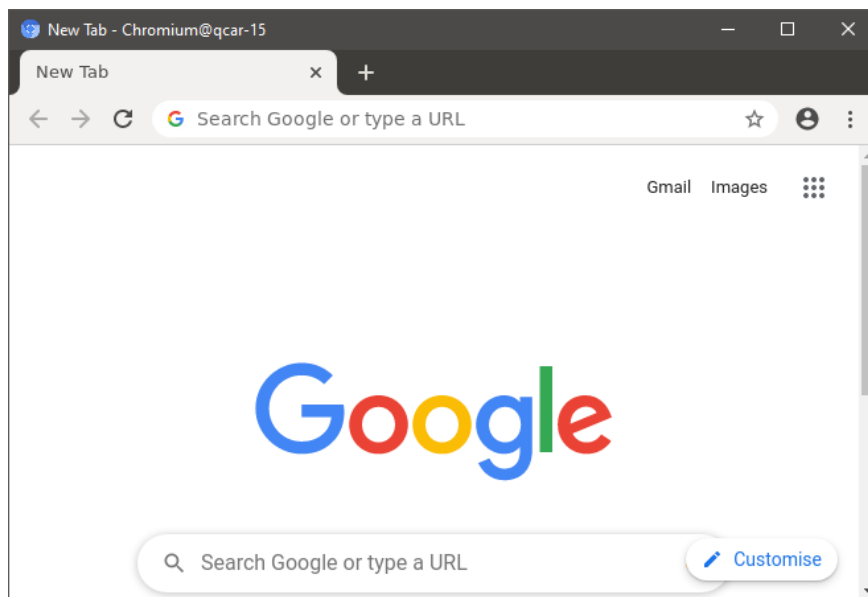 New Tab - Chromium@qcar-15
New Tab
Search Google or type a URL
Gmail Images
Google
Search Google or type a URL
Customise